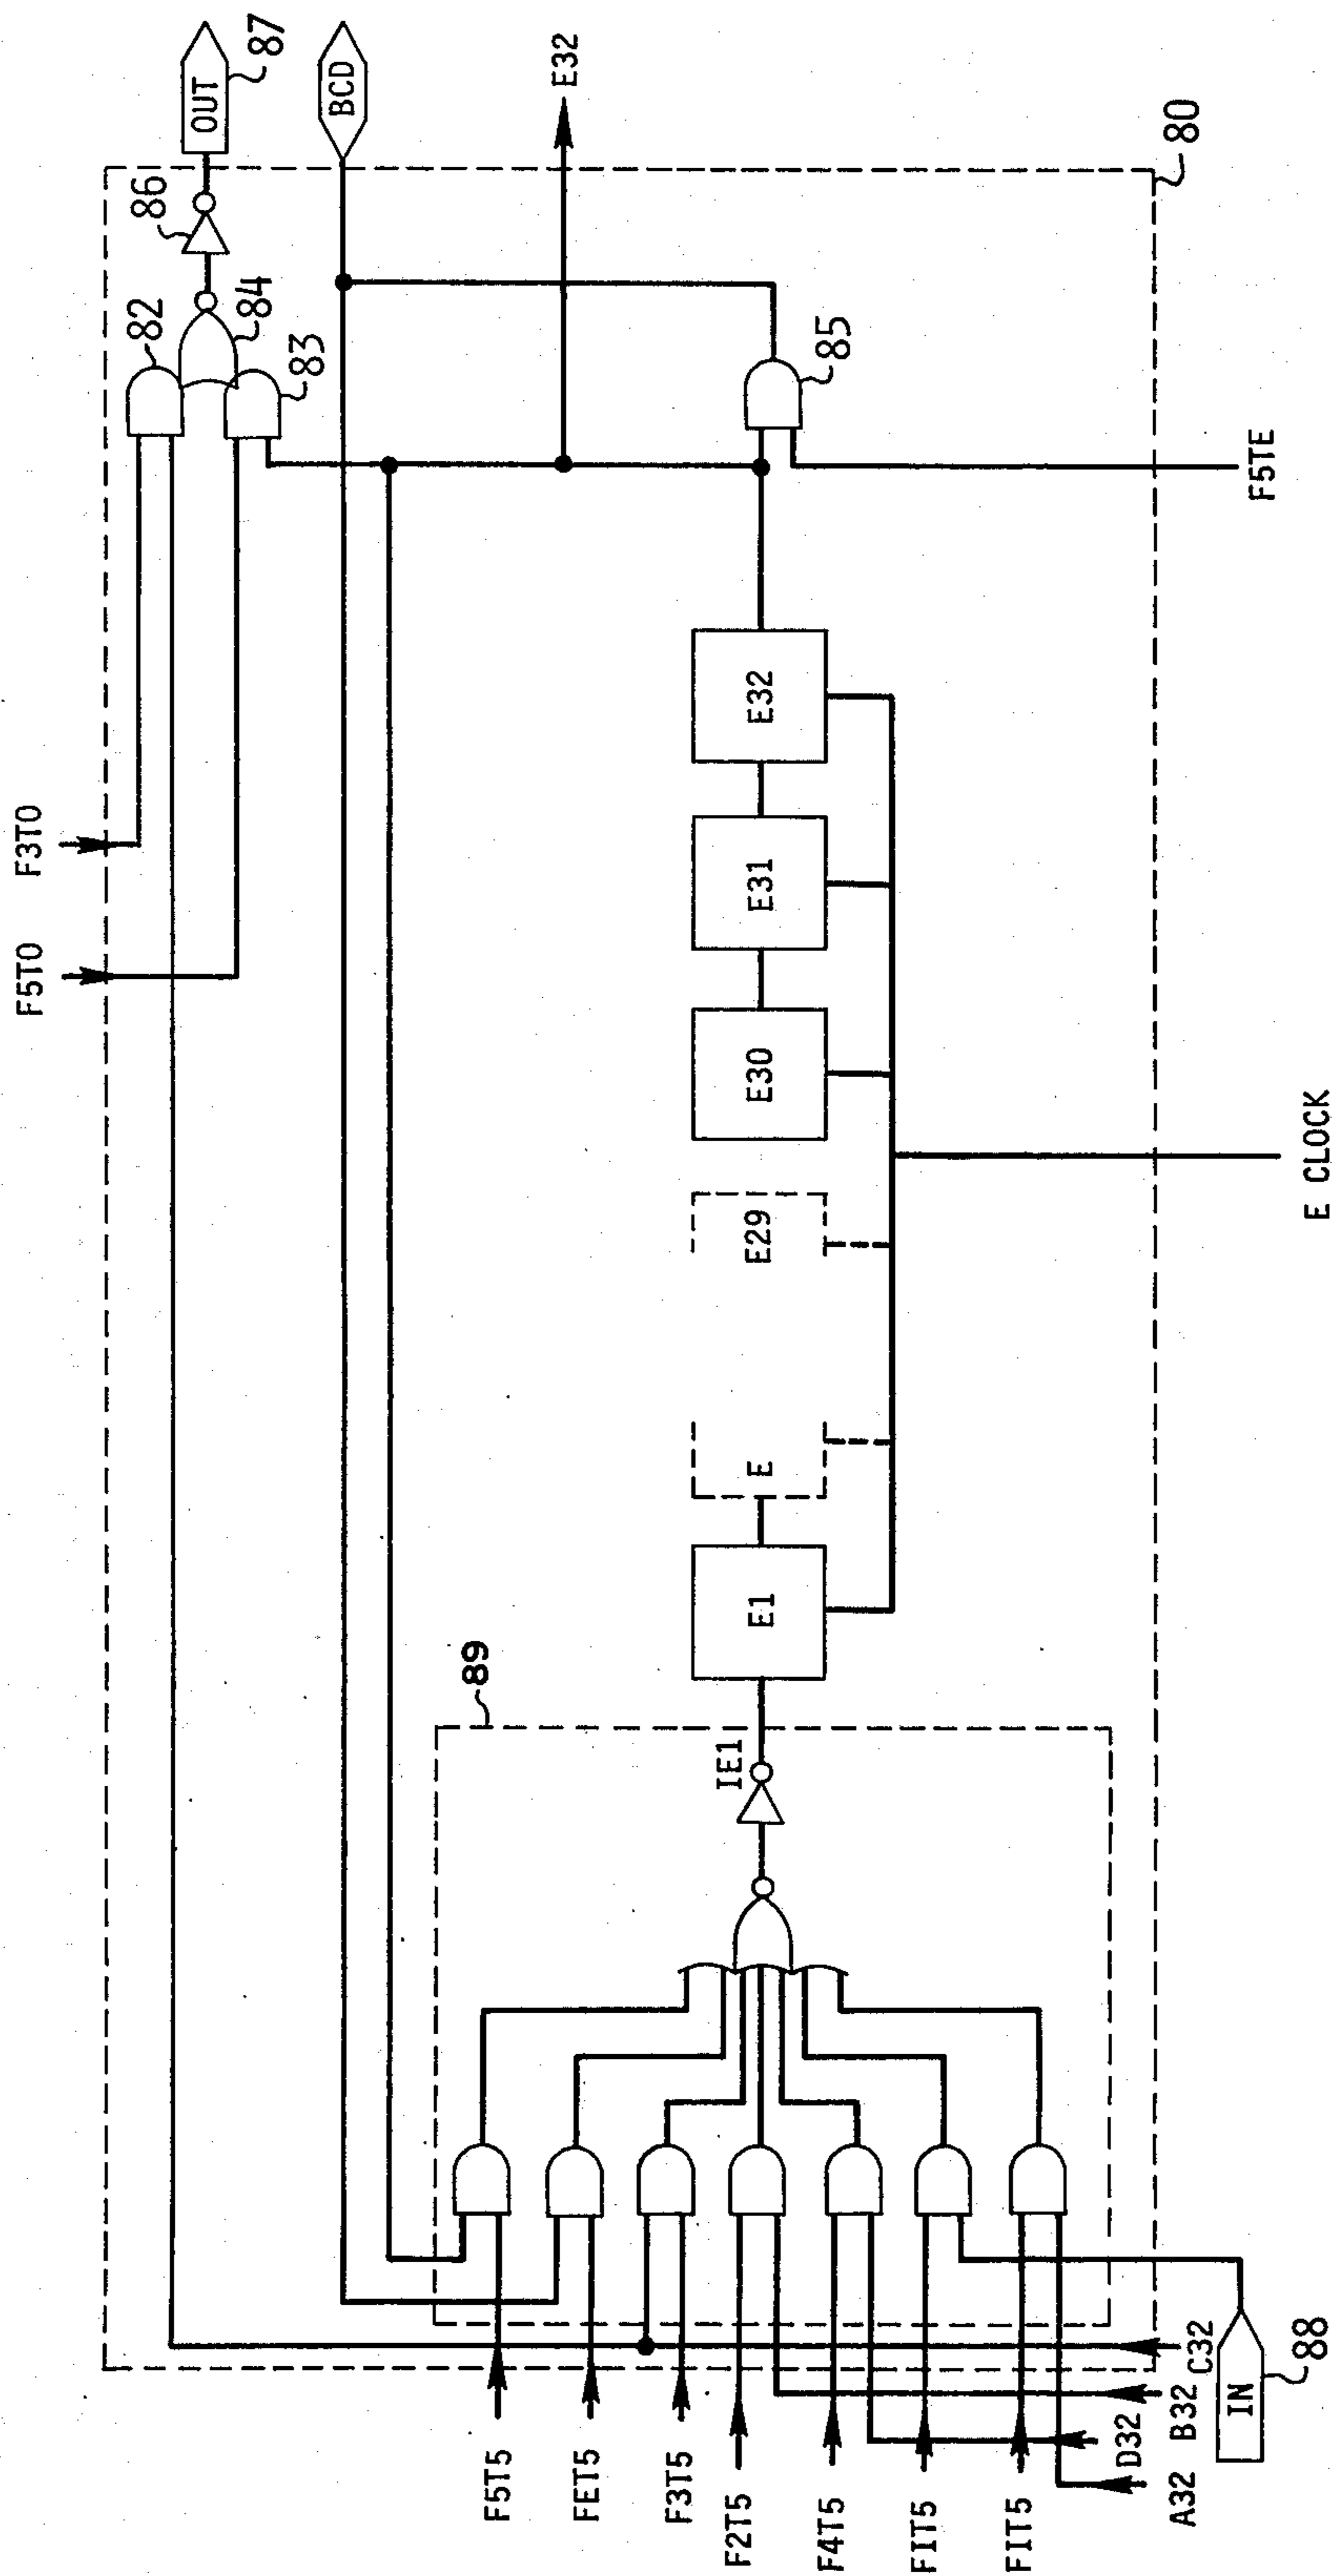 F5T5
FET5
F3T5
F2T5
F4T5
FIT5
FIT5
A32
D32
B32
C32
IN
88
89
IE1
E1
E
E29
E30
E31
E32
E CLOCK
F5TO
F3TO
F5TE
82
83
84
85
86
OUT
87
BCD
E32
80